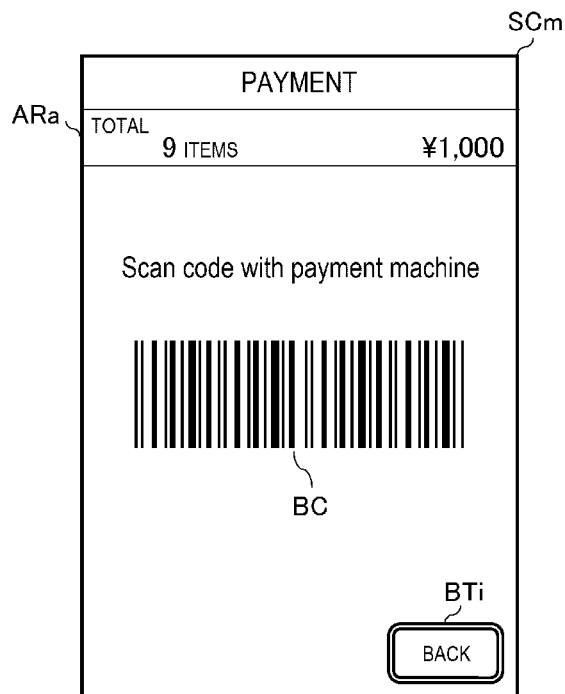 SCm
PAYMENT
ARa
TOTAL
9 ITEMS ¥1,000
Scan code with payment machine
BC
BTi
BACK